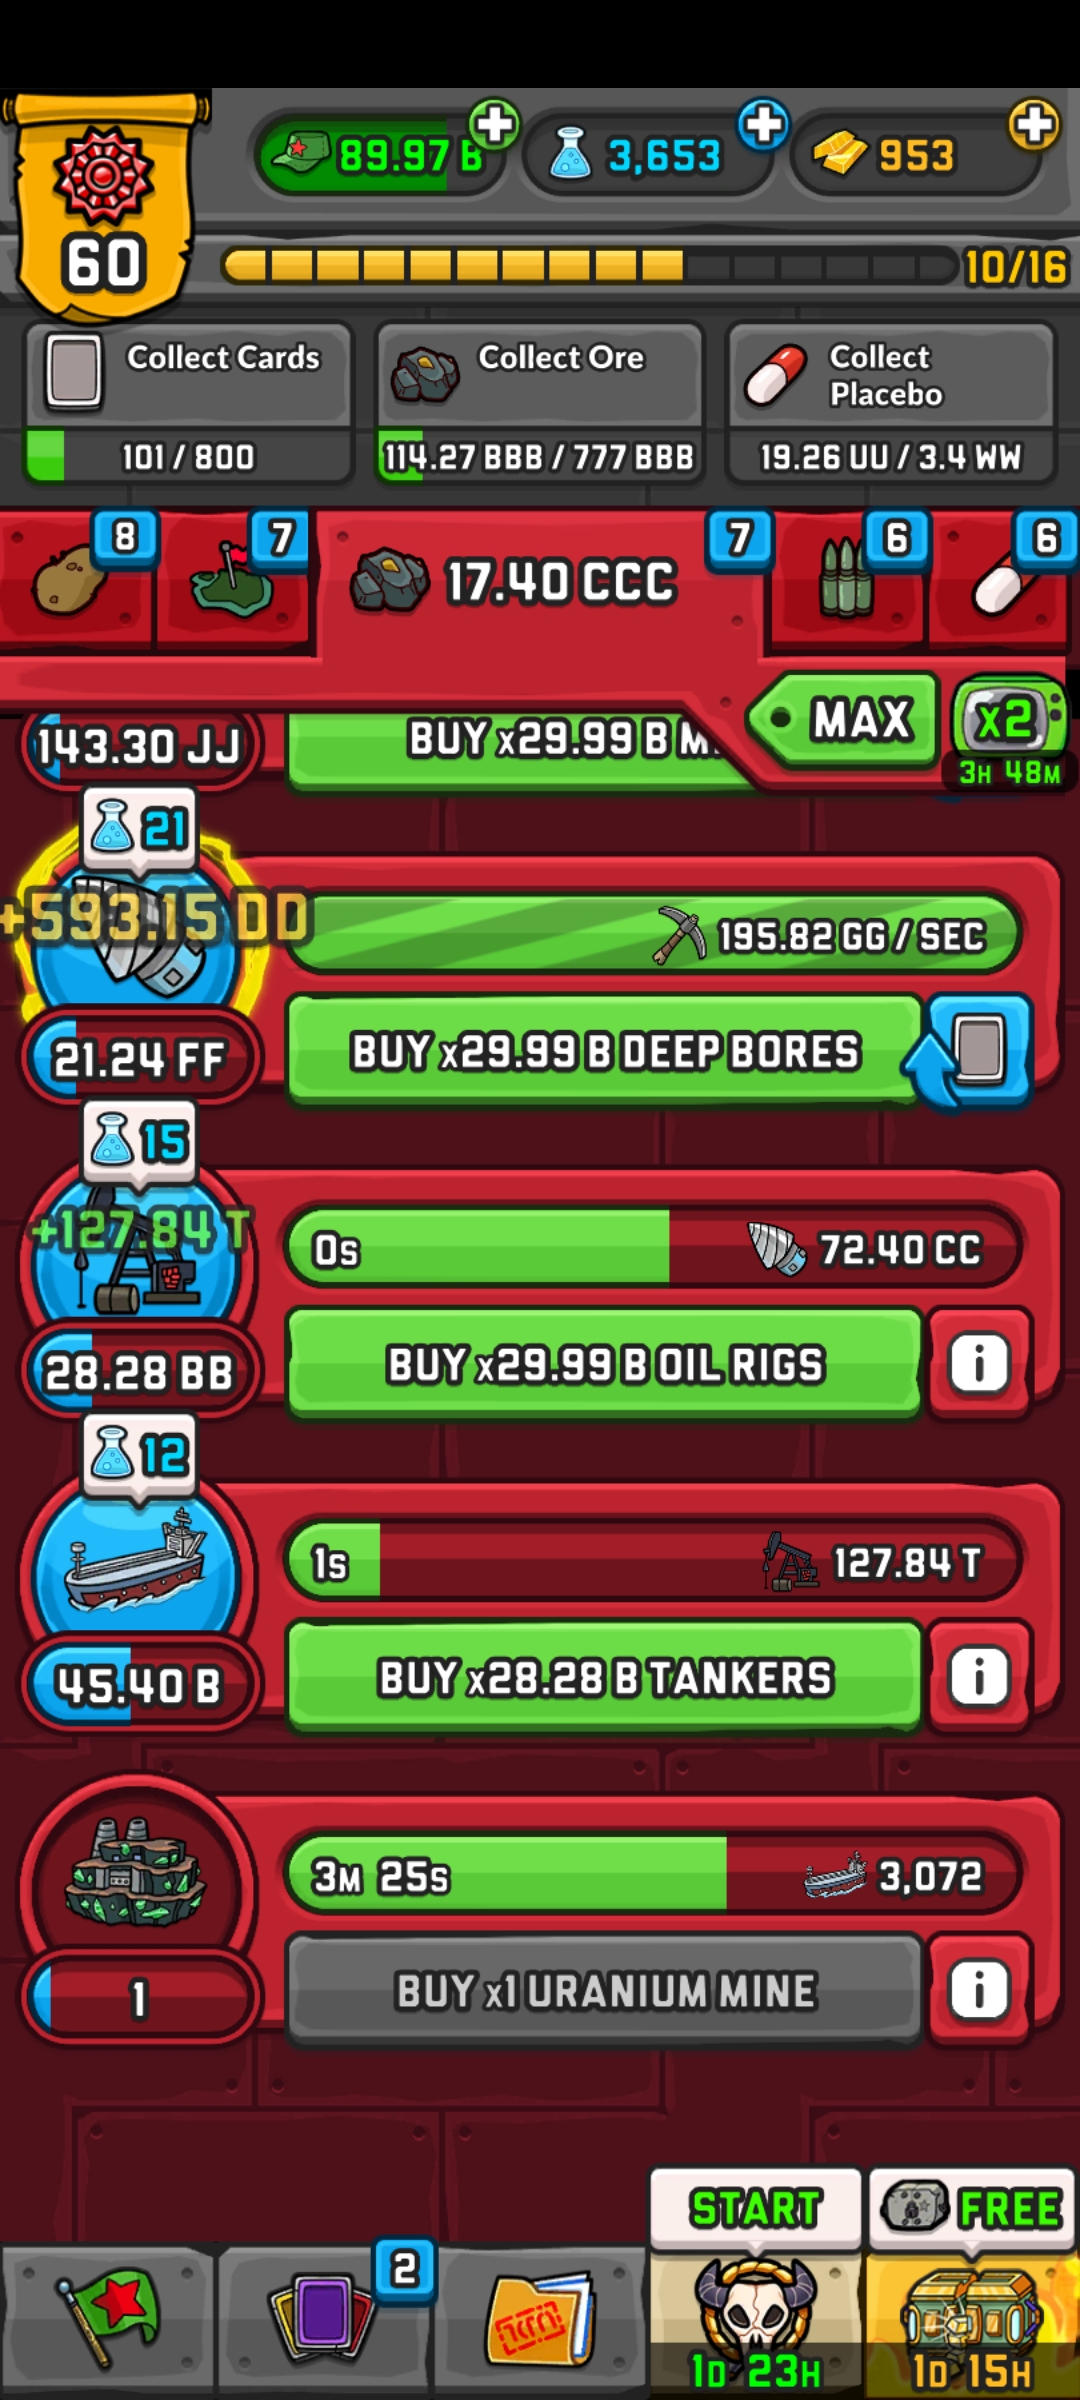 60
89.97 B
3,653
953
10/16
Collect Cards
101 / 800
Collect Ore
114.27 BBB / 777 BBB
Collect
Placebo
19.26 UU / 3.4 WW
8
7
17.40 CCC
7
6
6
MAX
x2
3H 48M
143.30 JJ
BUY x29.99 B M
21
+593.15 DD
195.82 GG / SEC
21.24 FF
BUY x29.99 B DEEP BORES
15
+127.84 T
0s
72.40 CC
28.28 BB
BUY x29.99 B OIL RIGS
i
12
1s
127.84 T
45.40 B
BUY x28.28 B TANKERS
i
3M 25s
3,072
1
BUY x1 URANIUM MINE
i
START
FREE
2
1D 23H
1D 15H